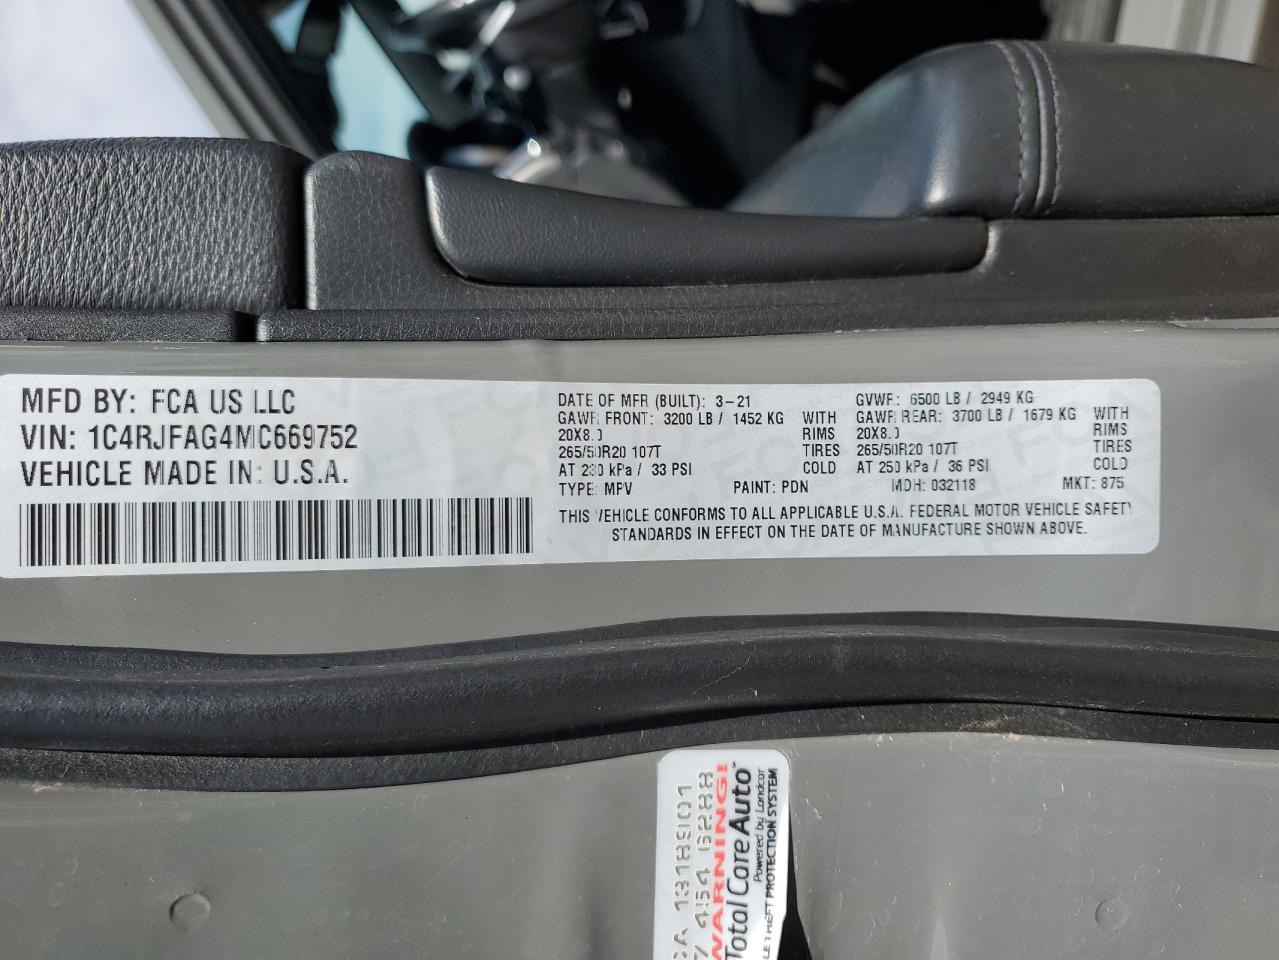 MFD BY: FCA US LLC
VIN: 1C4RJFAG4MC669752
VEHICLE MADE IN: U.S.A.
DATE OF MFR (BUILT): 3-21
GAWR FRONT: 3200 LB / 1452 KG WITH
20X8.0 RIMS
265/50R20 107T TIRES
AT 230 kPa / 33 PSI COLD
TYPE: MPV PAINT: PDN
GVWR: 6500 LB / 2949 KG
GAWR REAR: 3700 LB / 1679 KG WITH
20X8.0 RIMS
265/50R20 107T TIRES
AT 250 kPa / 36 PSI COLD
MDH: 032118 MKT: 875
THIS VEHICLE CONFORMS TO ALL APPLICABLE U.S.A. FEDERAL MOTOR VEHICLE SAFETY
STANDARDS IN EFFECT ON THE DATE OF MANUFACTURE SHOWN ABOVE.
CA 1318901
454 6288
WARNING!
Total Care Auto
Powered by Landcar
THEFT PROTECTION SYSTEM